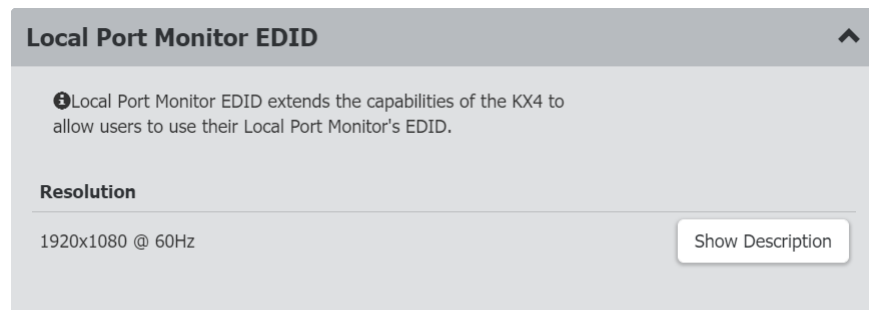 Local Port Monitor EDID
Local Port Monitor EDID extends the capabilities of the KX4 to
allow users to use their Local Port Monitor's EDID.
Resolution
1920x1080 @ 60Hz
Show Description